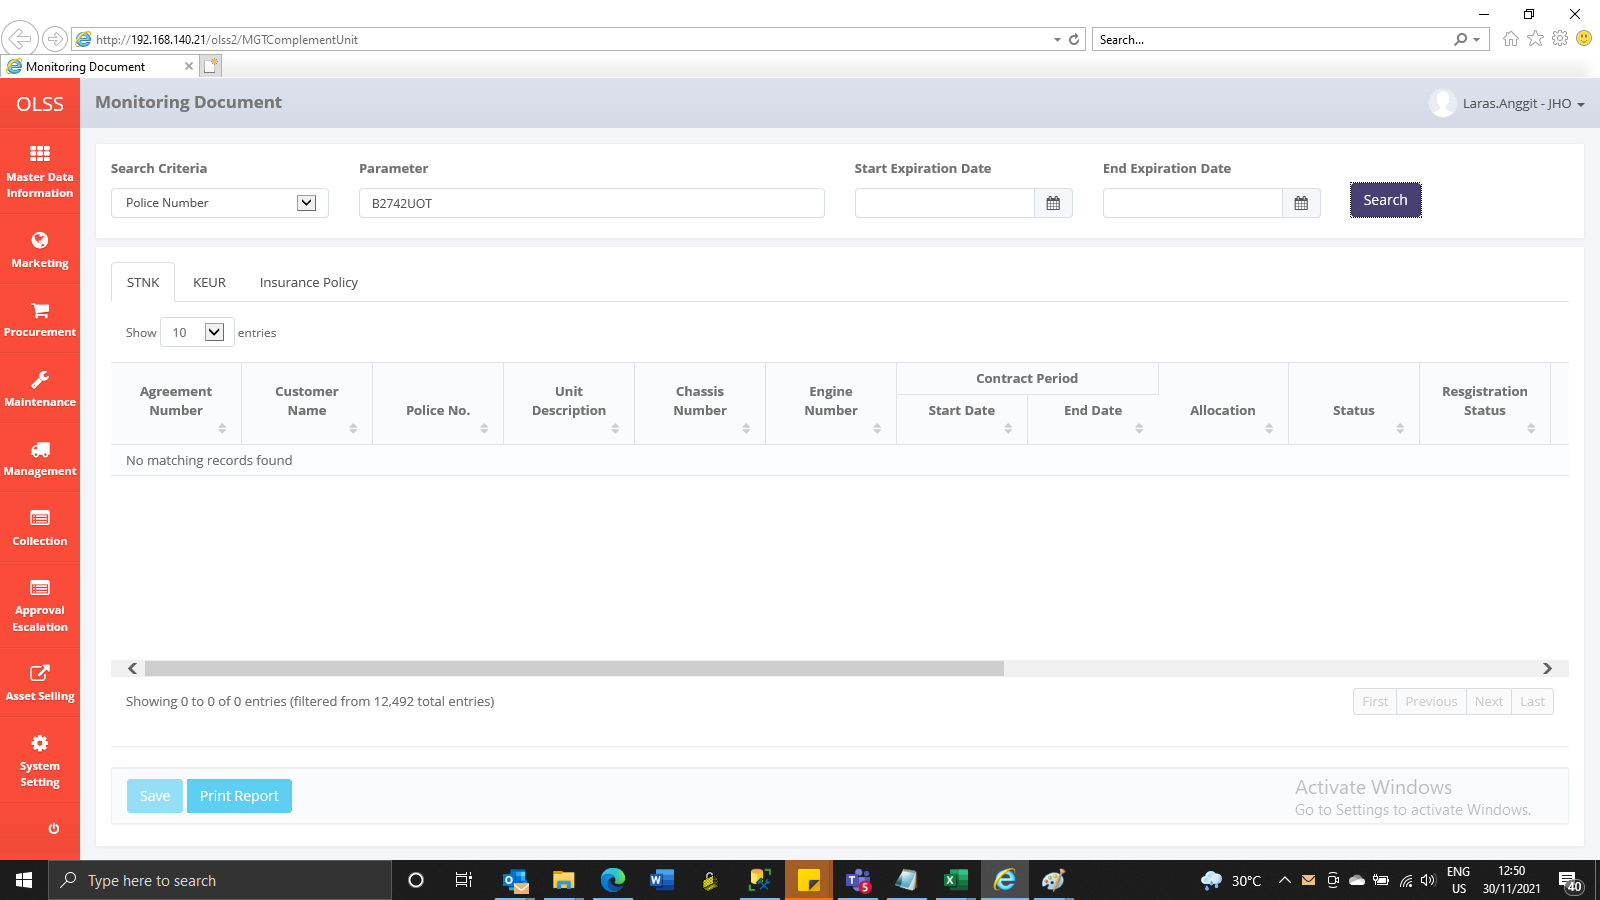 http://192.168.140.21/olss2/MGTComplementUnit
Search...
Monitoring Document
OLSS
Monitoring Document
Laras.Anggit - JHO
Master Data
Information
Marketing
Procurement
Maintenance
Management
Collection
Approval
Escalation
Asset Selling
System
Setting
Search Criteria
Parameter
Start Expiration Date
End Expiration Date
Police Number
B2742UOT
Search
STNK
KEUR
Insurance Policy
Show 10 entries
Agreement
Number
Customer
Name
Police No.
Unit
Description
Chassis
Number
Engine
Number
Contract Period
Start Date
End Date
Allocation
Status
Resgistration
Status
No matching records found
Showing 0 to 0 of 0 entries (filtered from 12,492 total entries)
First
Previous
Next
Last
Save
Print Report
Activate Windows
Go to Settings to activate Windows.
Type here to search
5
30°C
ENG
US
12:50
30/11/2021
40